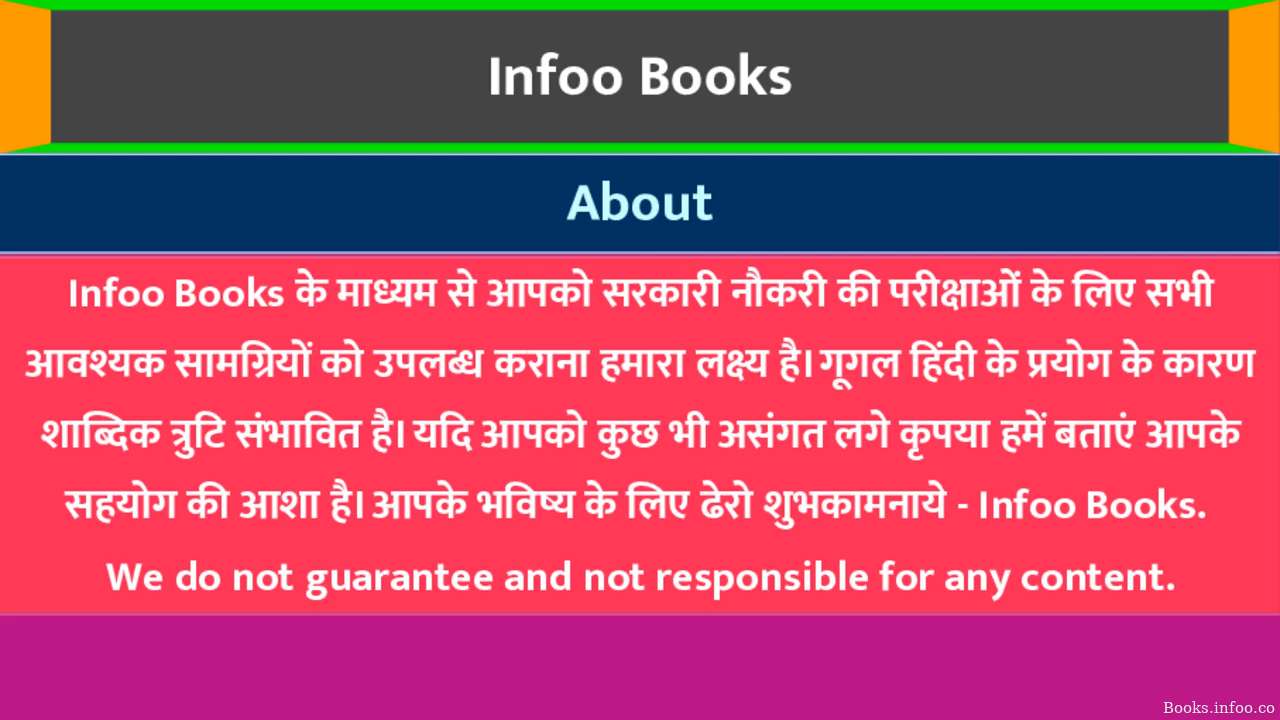 Infoo Books
About
Infoo Books के माध्यम से आपको सरकारी नौकरी की परीक्षाओं के लिए सभी
आवश्यक सामग्रियों को उपलब्ध कराना हमारा लक्ष्य है। गूगल हिंदी के प्रयोग के कारण
शाब्दिक त्रुटि संभावित है। यदि आपको कुछ भी असंगत लगे कृपया हमें बताएं आपके
सहयोग की आशा है। आपके भविष्य के लिए ढेरो शुभकामनाये - Infoo Books.
We do not guarantee and not responsible for any content.
Books.infoo.co